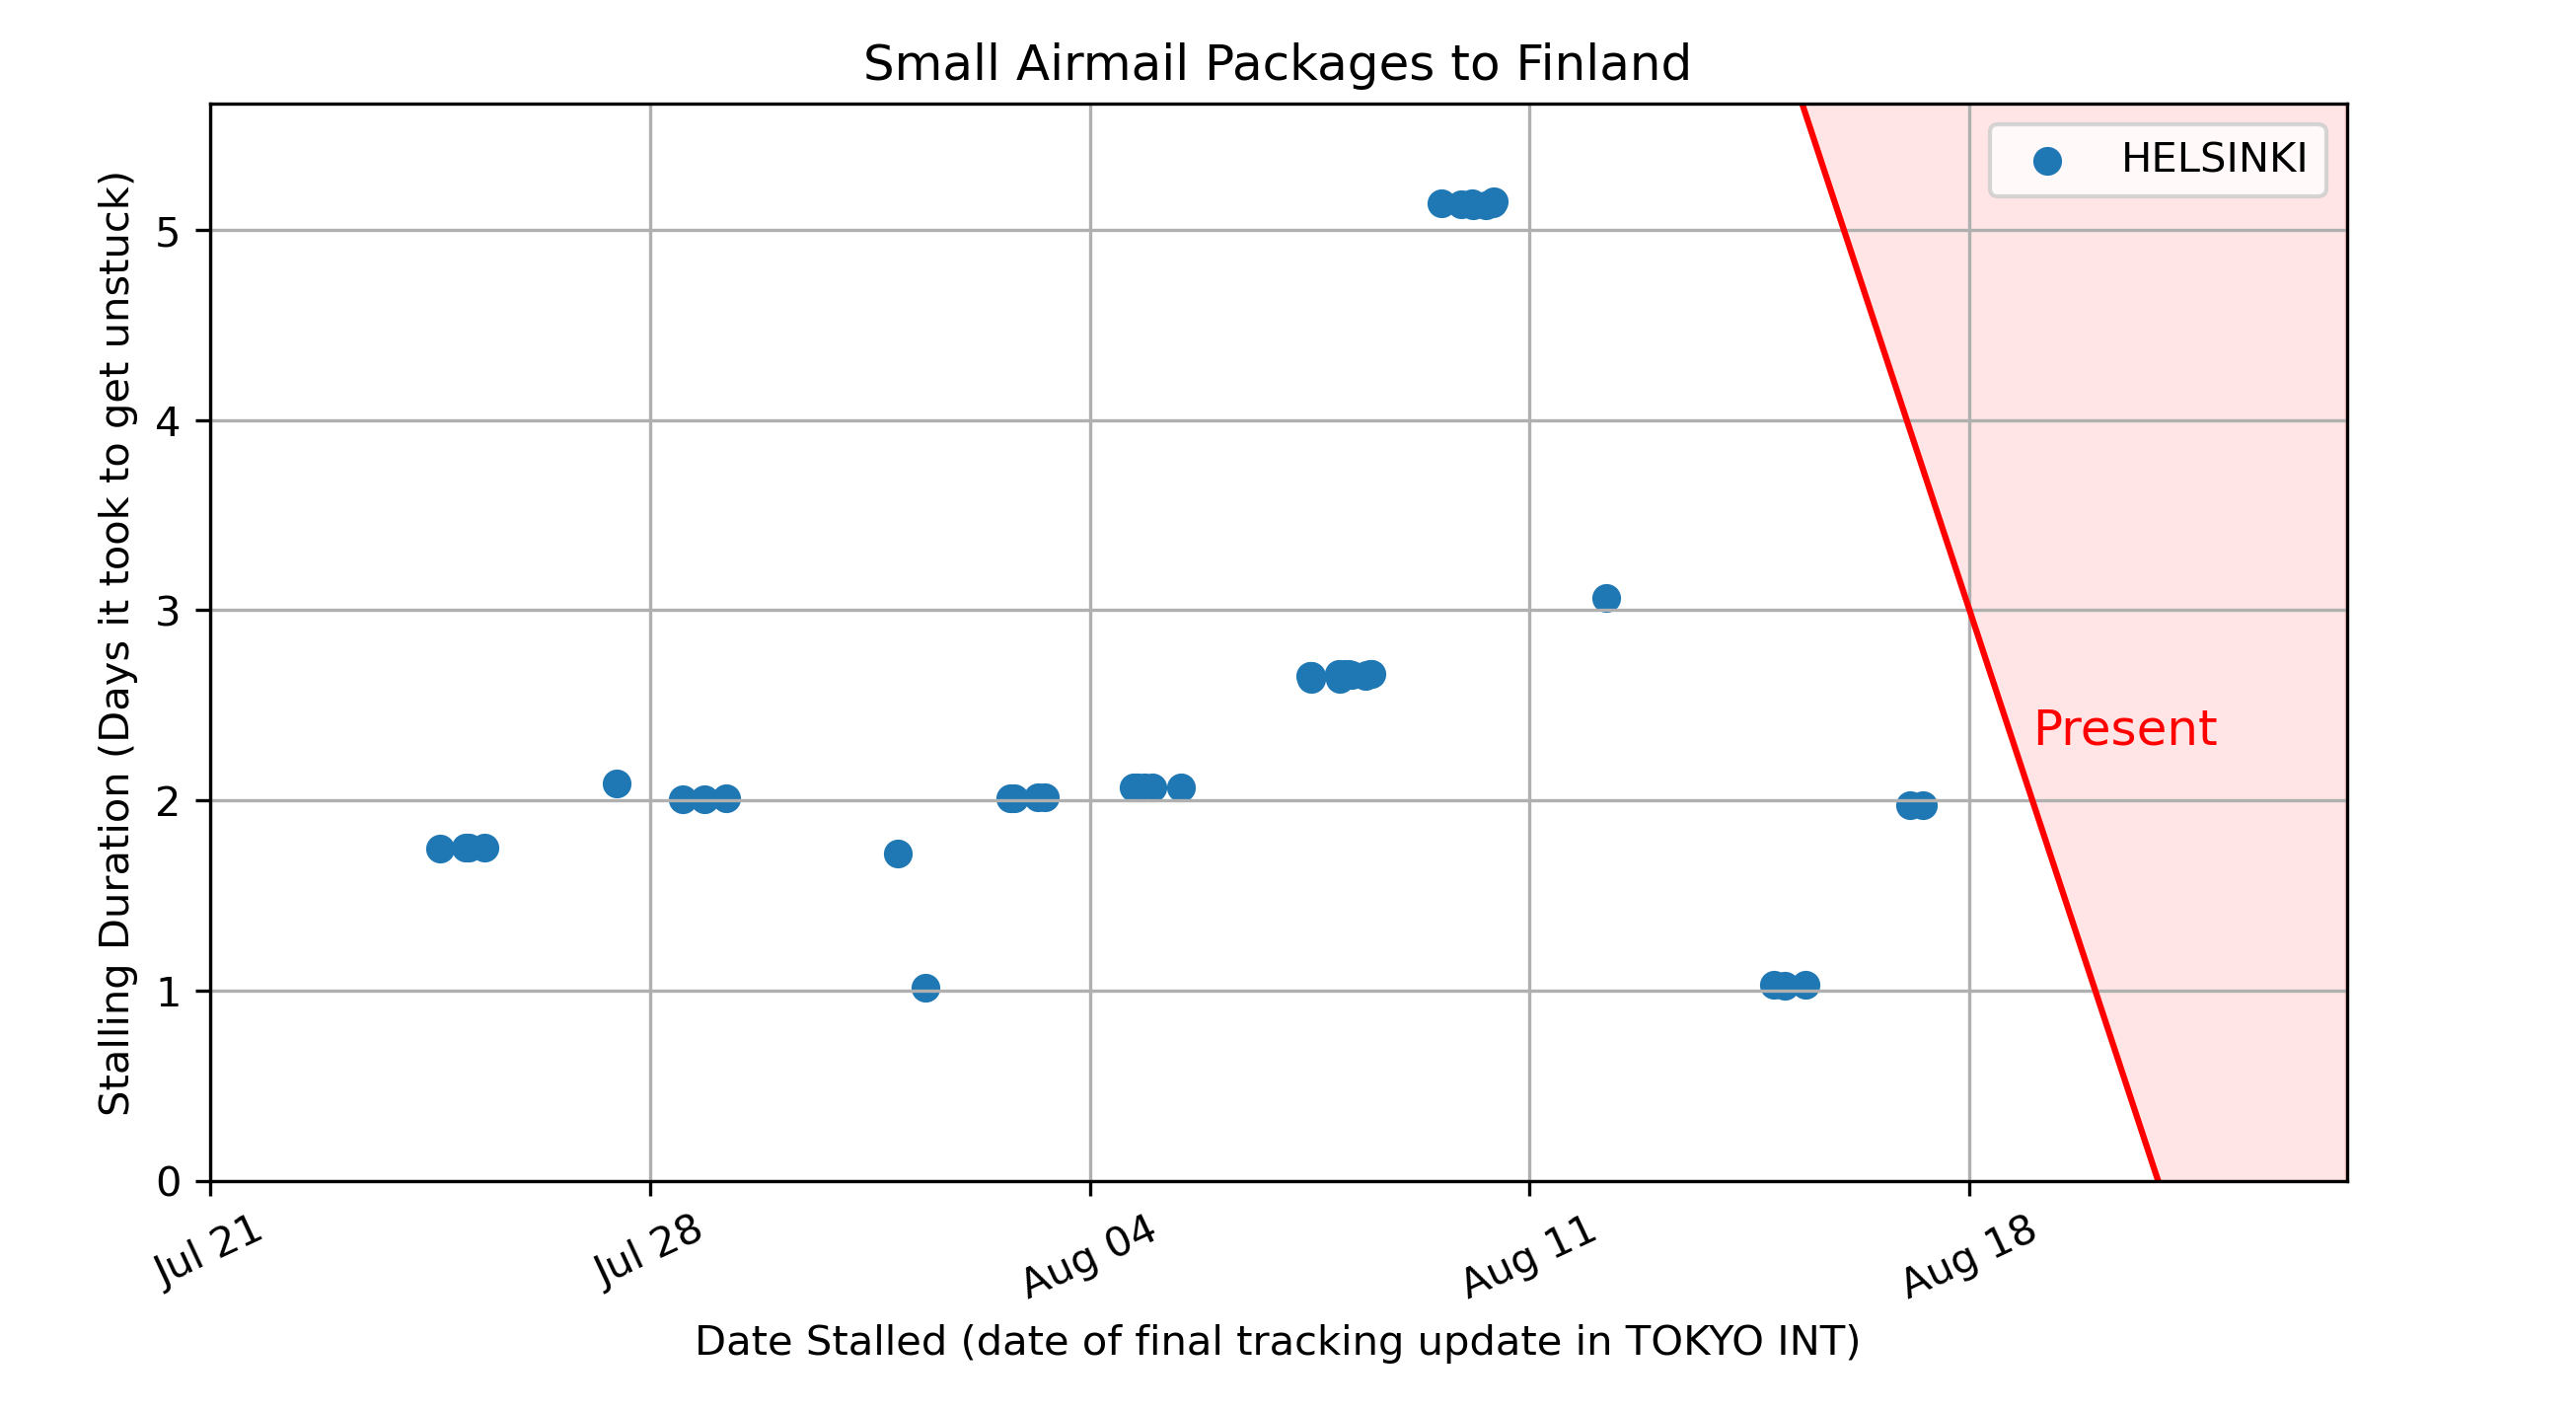 Small Airmail Packages to Finland
HELSINKI
Stalling Duration (Days it took to get unstuck)
5
4
3
2
1
0
Present
Jul 21
Jul 28
Aug 04
Aug 11
Aug 18
Date Stalled (date of final tracking update in TOKYO INT)